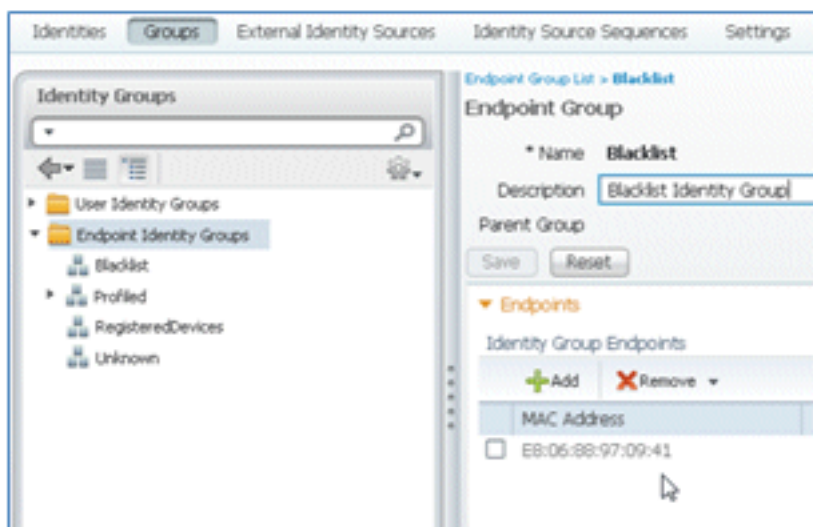 Identities Groups External Identity Sources Identity Source Sequences Settings
Identity Groups
User Identity Groups
Endpoint Identity Groups
Blacklist
Profiled
RegisteredDevices
Unknown
Endpoint Group List > Blacklist
Endpoint Group
* Name Blacklist
Description Blacklist Identity Group
Parent Group
Save Reset
Endpoints
Identity Group Endpoints
Add Remove
MAC Address
E8:06:88:97:09:41